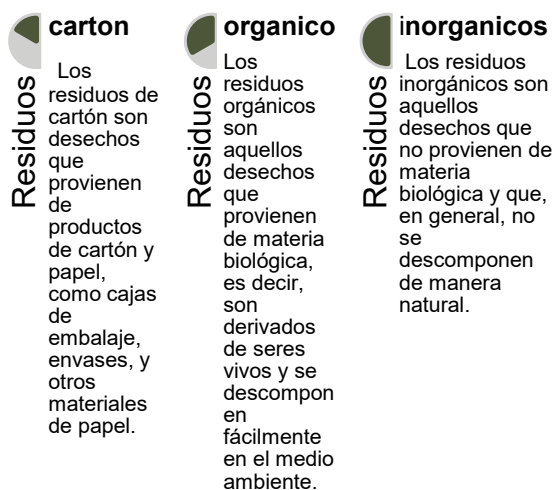 Residuos
carton
Los
residuos de
cartón son
desechos
que
provienen
de
productos
de cartón y
papel,
como cajas
de
embalaje,
envases, y
otros
materiales
de papel.
Residuos
organico
Los
residuos
orgánicos
son
aquellos
desechos
que
provienen
de materia
biológica,
es decir,
son
derivados
de seres
vivos y se
descompon
en
fácilmente
en el medio
ambiente.
Residuos
inorganicos
Los residuos
inorgánicos son
aquellos
desechos que
no provienen de
materia
biológica y que,
en general, no
se
descomponen
de manera
natural.